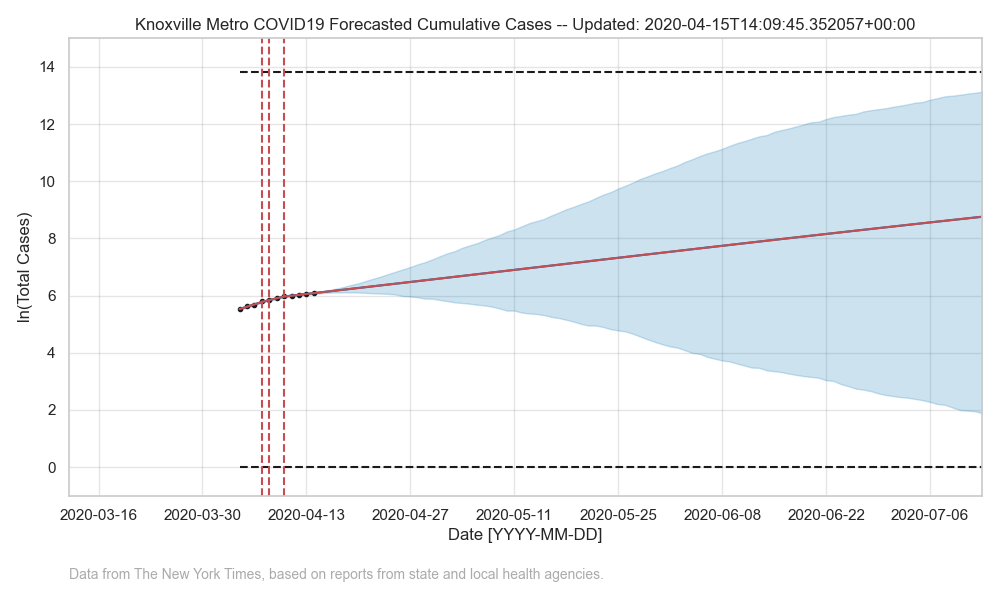 Knoxville Metro COVID19 Forecasted Cumulative Cases -- Updated: 2020-04-15T14:09:45.352057+00:00
ln(Total Cases)
14
12
10
8
6
4
2
0
2020-03-16 2020-03-30 2020-04-13 2020-04-27 2020-05-11 2020-05-25 2020-06-08 2020-06-22 2020-07-06
Date [YYYY-MM-DD]
Data from The New York Times, based on reports from state and local health agencies.